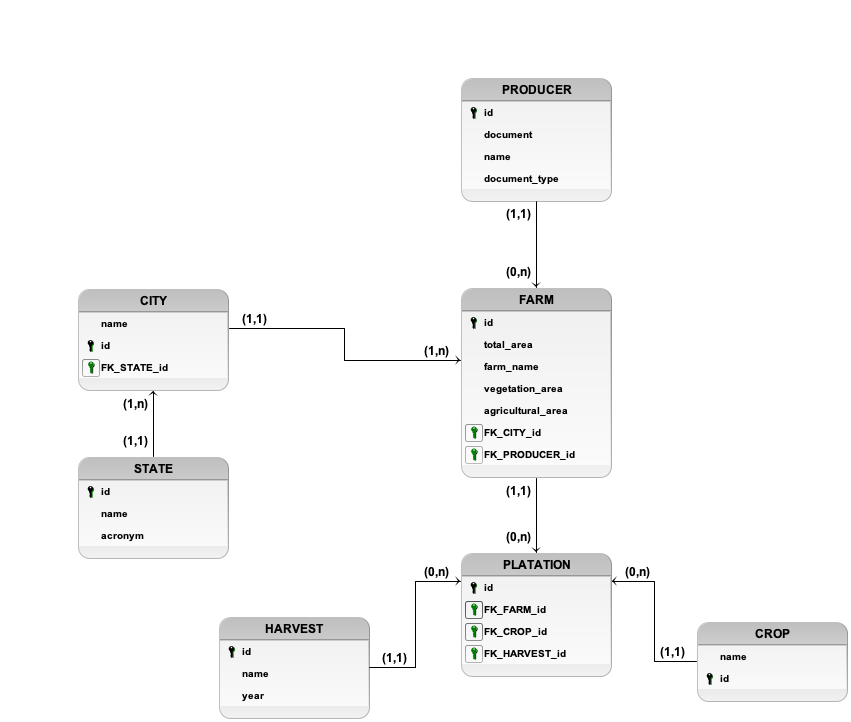 PRODUCER
id
document
name
document_type
(1,1)
(0,n)
CITY
name
id
FK_STATE_id
(1,1)
(1,n)
FARM
id
total_area
farm_name
vegetation_area
agricultural_area
FK_CITY_id
FK_PRODUCER_id
(1,n)
(1,1)
STATE
id
name
acronym
(1,1)
(0,n)
PLATATION
id
FK_FARM_id
FK_CROP_id
FK_HARVEST_id
(0,n)
(0,n)
HARVEST
id
name
year
(1,1)
(1,1)
CROP
name
id